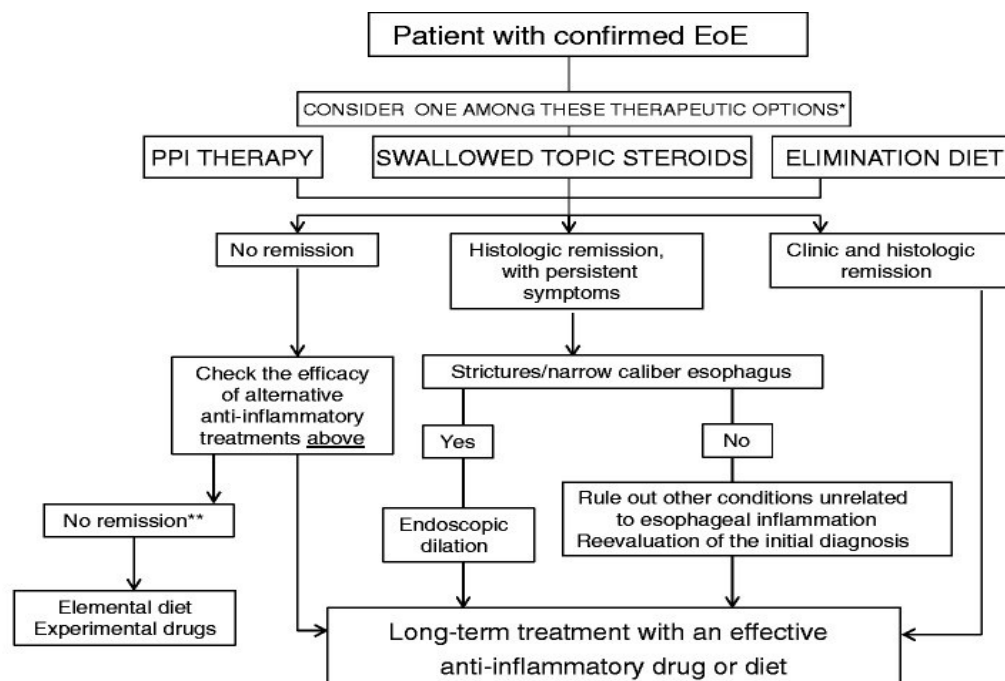 Patient with confirmed EoE
CONSIDER ONE AMONG THESE THERAPEUTIC OPTIONS*
PPI THERAPY
SWALLOWED TOPIC STEROIDS
ELIMINATION DIET
No remission
Histologic remission,
with persistent
symptoms
Clinic and histologic
remission
Check the efficacy
of alternative
anti-inflammatory
treatments above
Strictures/narrow caliber esophagus
Yes
No
No remission**
Endoscopic
dilation
Rule out other conditions unrelated
to esophageal inflammation
Reevaluation of the initial diagnosis
Elemental diet
Experimental drugs
Long-term treatment with an effective
anti-inflammatory drug or diet